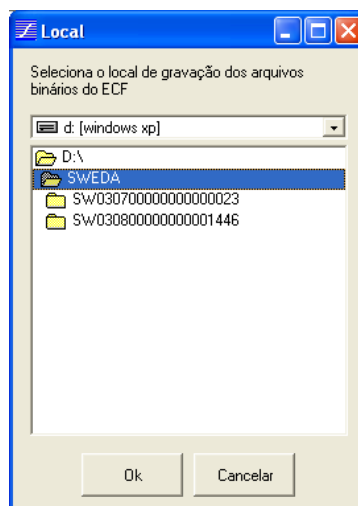 Local
Seleciona o local de gravação dos arquivos
binários do ECF
d: [windows xp]
D:\
SWEDA
SW030700000000000023
SW030800000000001446
Ok
Cancelar